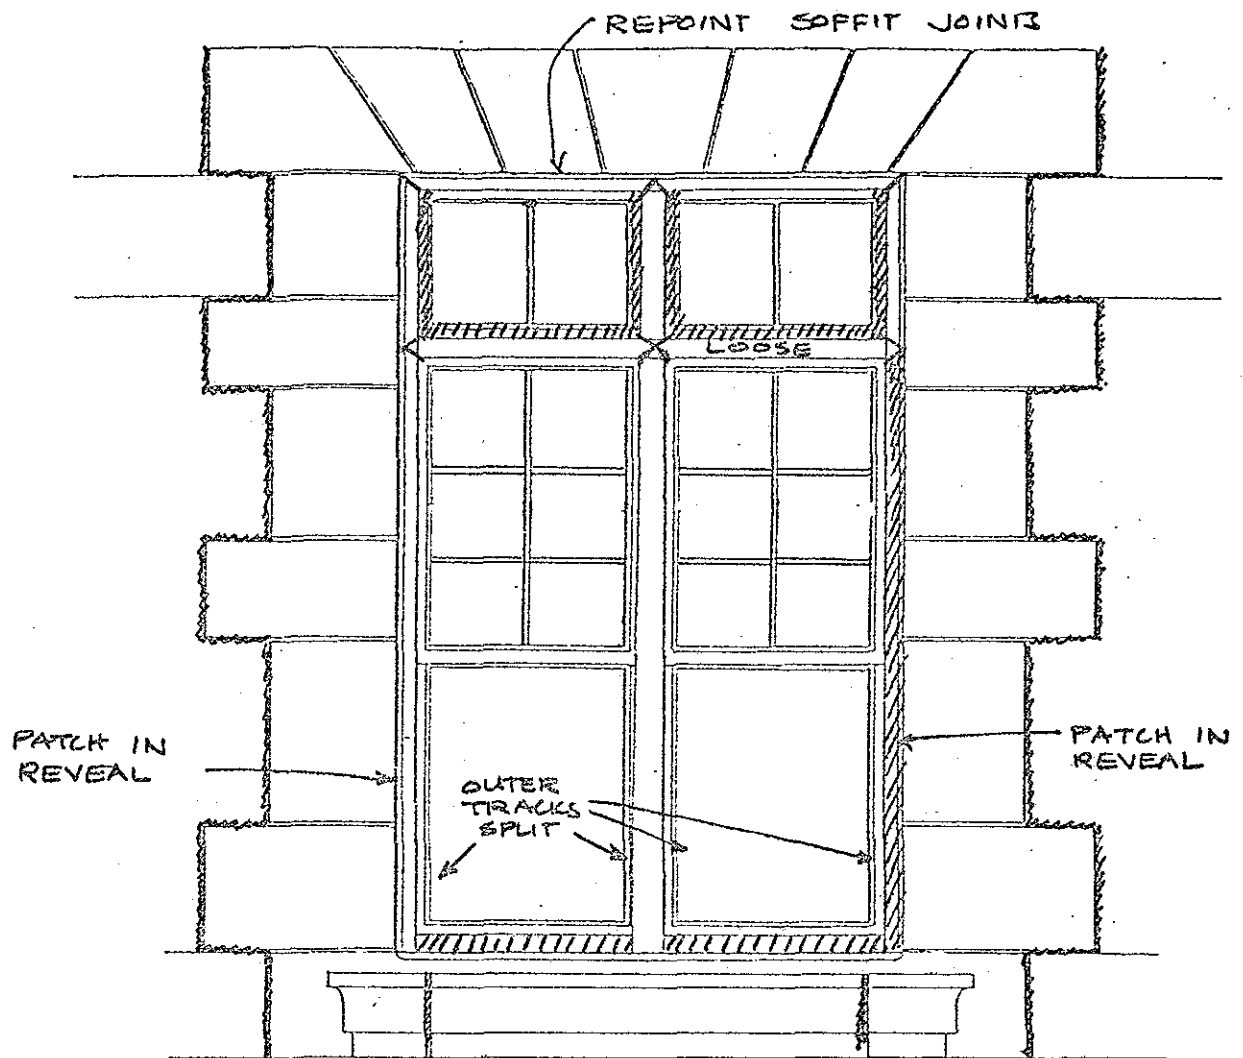 REPOINT SOFFIT JOINTS
LOOSE
PATCH IN
REVEAL
OUTER
TRACKS
SPLIT
PATCH IN
REVEAL